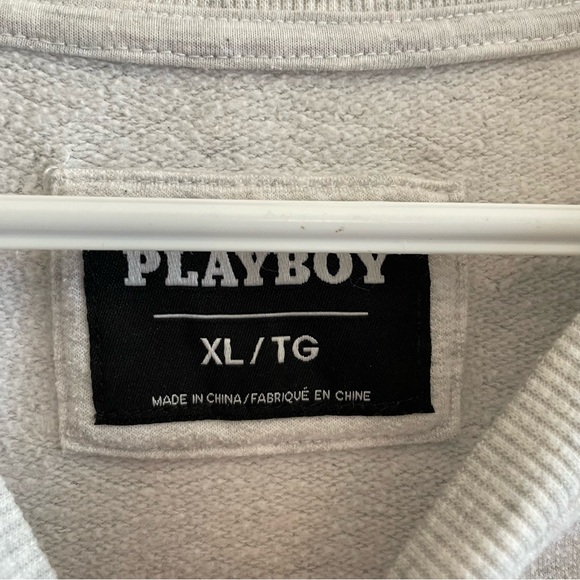 PLAYBOY
XL/TG
MADE IN CHINA/FABRIQUÉ EN CHINE